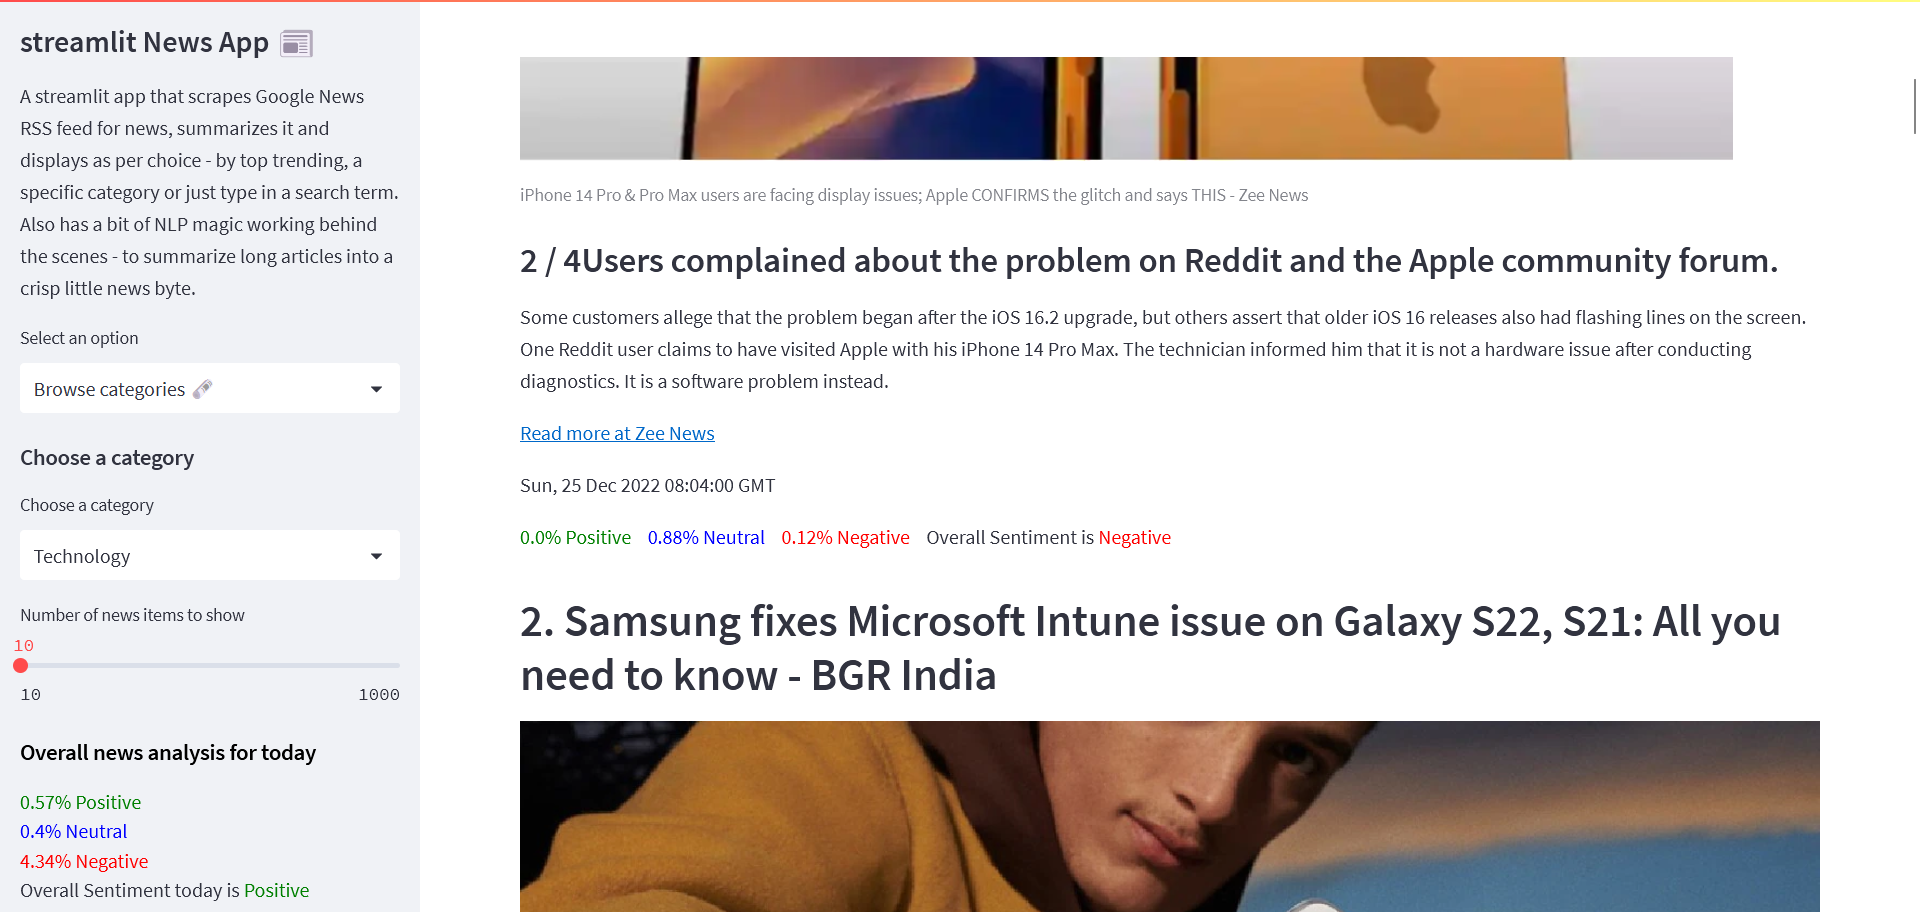 streamlit News App
A streamlit app that scrapes Google News
RSS feed for news, summarizes it and
displays as per choice - by top trending, a
specific category or just type in a search term.
Also has a bit of NLP magic working behind
the scenes - to summarize long articles into a
crisp little news byte.
Select an option
Browse categories
Choose a category
Choose a category
Technology
Number of news items to show
10
10 1000
Overall news analysis for today
0.57% Positive
0.4% Neutral
4.34% Negative
Overall Sentiment today is Positive
iPhone 14 Pro & Pro Max users are facing display issues; Apple CONFIRMS the glitch and says THIS - Zee News
2 / 4Users complained about the problem on Reddit and the Apple community forum.
Some customers allege that the problem began after the iOS 16.2 upgrade, but others assert that older iOS 16 releases also had flashing lines on the screen.
One Reddit user claims to have visited Apple with his iPhone 14 Pro Max. The technician informed him that it is not a hardware issue after conducting
diagnostics. It is a software problem instead.
Read more at Zee News
Sun, 25 Dec 2022 08:04:00 GMT
0.0% Positive 0.88% Neutral 0.12% Negative Overall Sentiment is Negative
2. Samsung fixes Microsoft Intune issue on Galaxy S22, S21: All you
need to know - BGR India